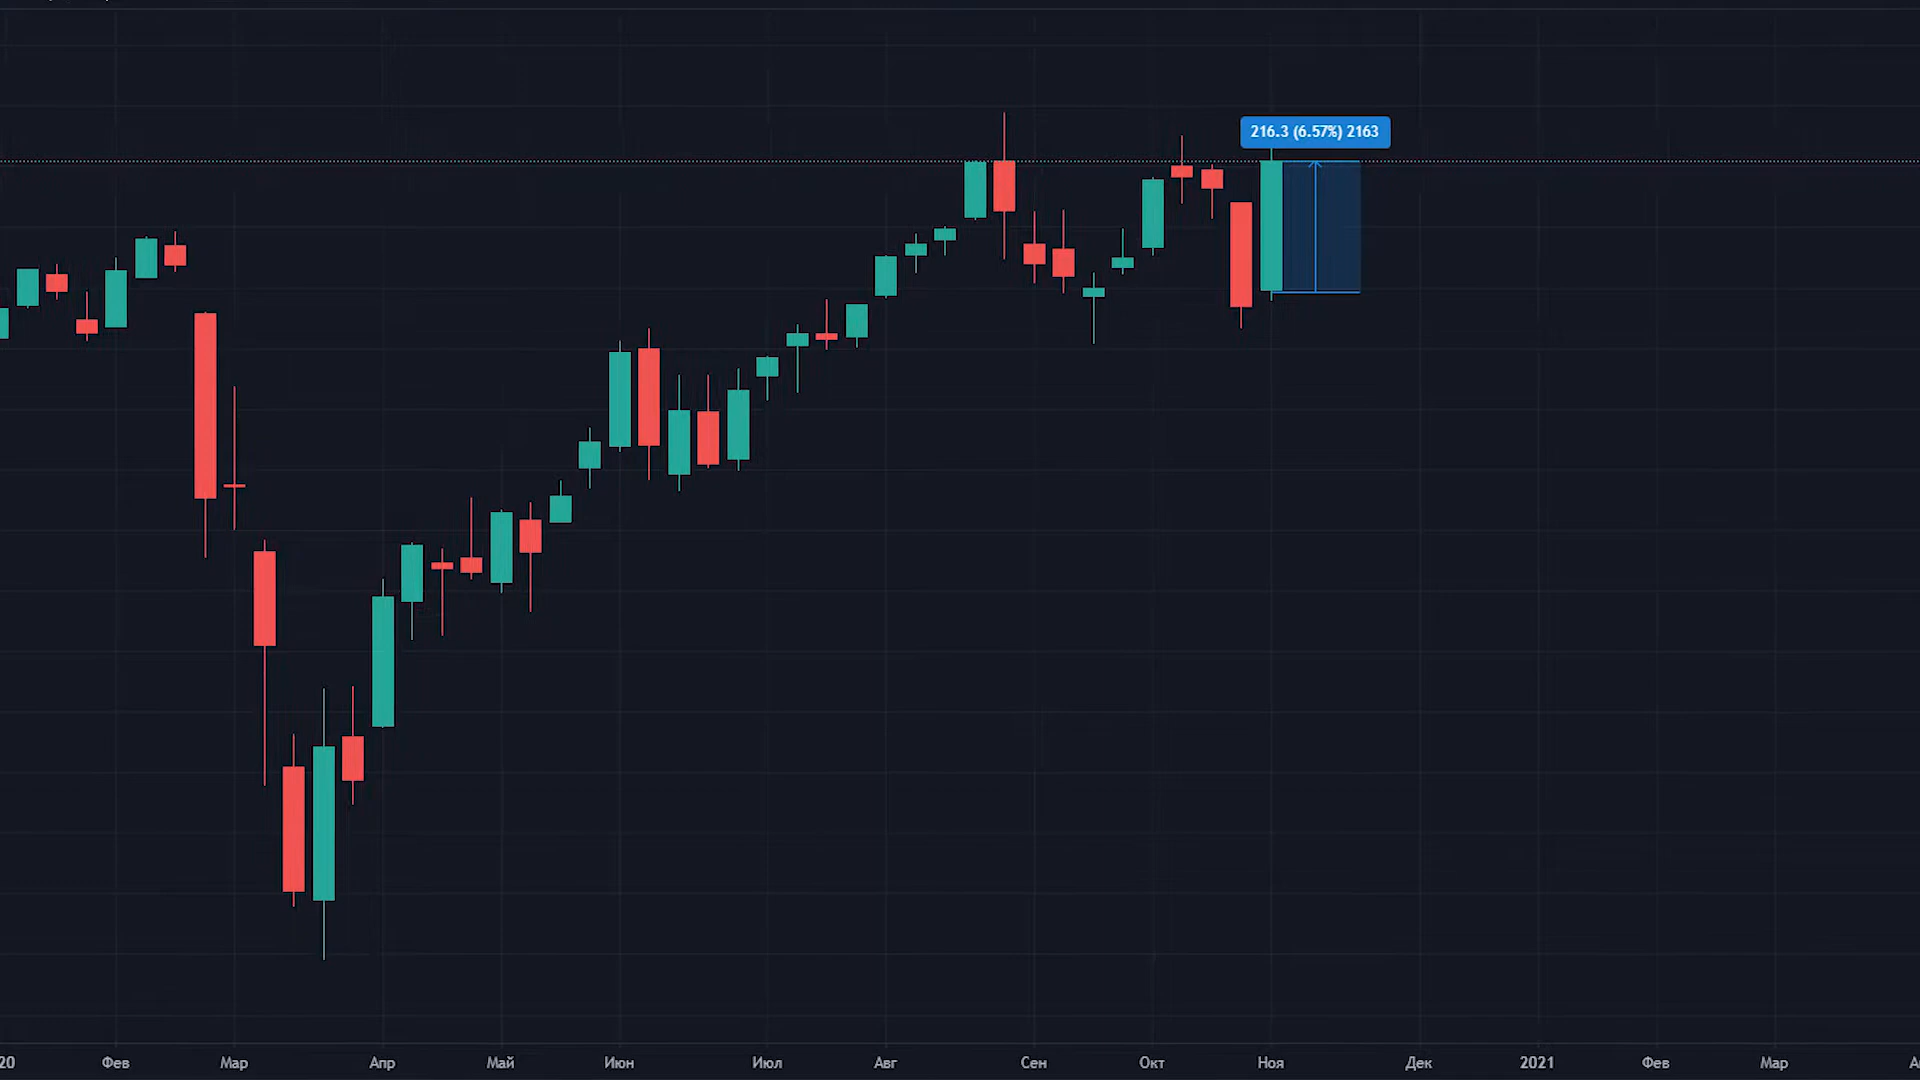 216.3 (6.57%) 2163
20 Фев Мар Апр Май Июн Июл Авг Сен Окт Ноя Дек 2021 Фев Мар